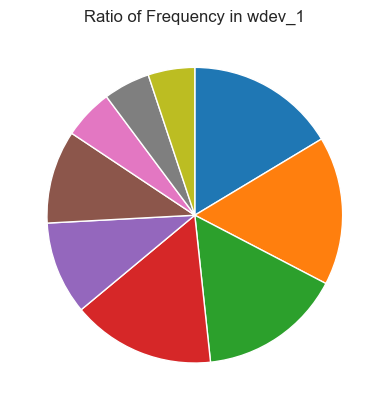 Ratio of Frequency in wdev_1